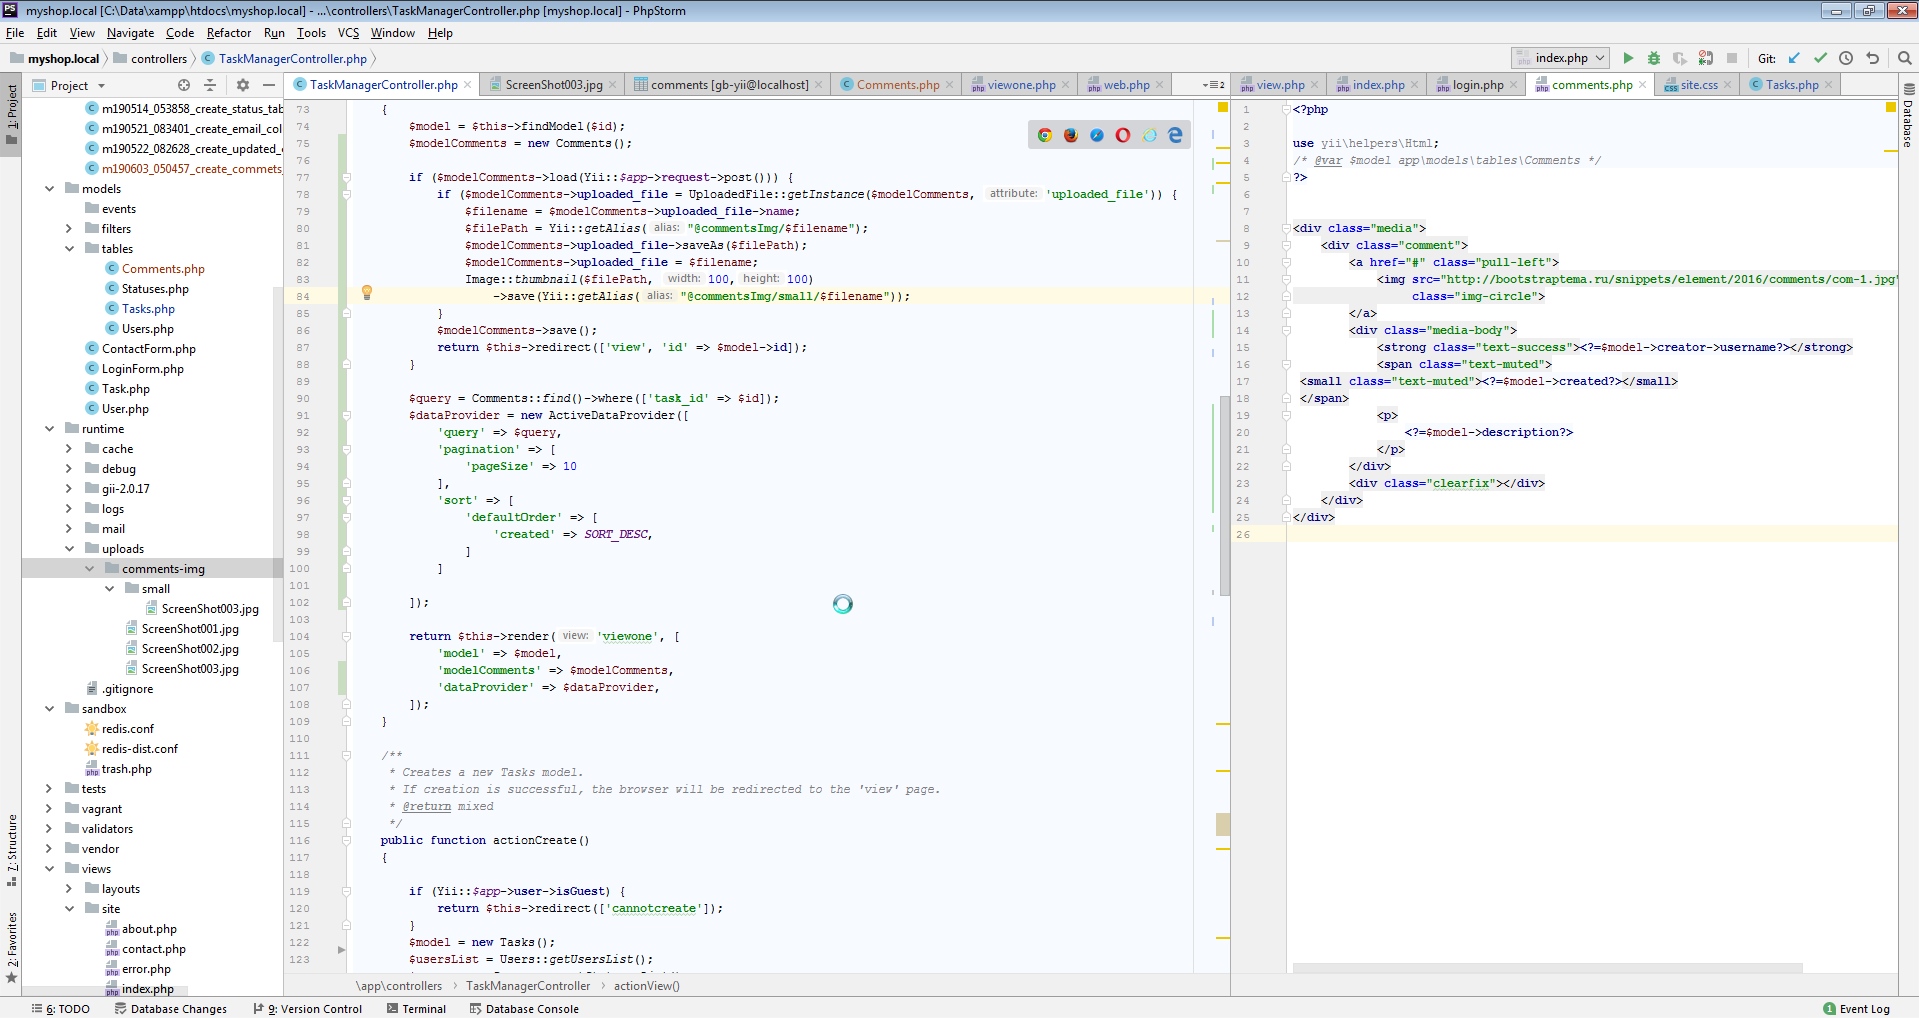 myshop.local [C:\Data\xampp\htdocs\myshop.local] - ...\controllers\TaskManagerController.php [myshop.local] - PhpStorm
File Edit View Navigate Code Refactor Run Tools VCS Window Help
myshop.local controllers TaskManagerController.php index.php Git:
1: Project
7: Structure
2: Favorites
Project
m190514_053858_create_status_tab
m190521_083401_create_email_col
m190522_082628_create_updated_
m190603_050457_create_commets_
models
events
filters
tables
Comments.php
Statuses.php
Tasks.php
Users.php
ContactForm.php
LoginForm.php
Task.php
User.php
runtime
cache
debug
gii-2.0.17
logs
mail
uploads
comments-img
small
ScreenShot003.jpg
ScreenShot001.jpg
ScreenShot002.jpg
ScreenShot003.jpg
.gitignore
sandbox
redis.conf
redis-dist.conf
trash.php
tests
vagrant
validators
vendor
views
layouts
site
about.php
contact.php
error.php
index.php
TaskManagerController.php ScreenShot003.jpg comments [gb-yii@localhost] Comments.php viewone.php web.php
73 {
74 $model = $this->findModel($id);
75 $modelComments = new Comments();
76
77 if ($modelComments->load(Yii::$app->request->post())) {
78 if ($modelComments->uploaded_file = UploadedFile::getInstance($modelComments, attribute: 'uploaded_file')) {
79 $filename = $modelComments->uploaded_file->name;
80 $filePath = Yii::getAlias( alias: "@commentsImg/$filename");
81 $modelComments->uploaded_file->saveAs($filePath);
82 $modelComments->uploaded_file = $filename;
83 Image::thumbnail($filePath, width: 100, height: 100)
84 ->save(Yii::getAlias( alias: "@commentsImg/small/$filename"));
85 }
86 $modelComments->save();
87 return $this->redirect(['view', 'id' => $model->id]);
88 }
89
90 $query = Comments::find()->where(['task_id' => $id]);
91 $dataProvider = new ActiveDataProvider([
92 'query' => $query,
93 'pagination' => [
94 'pageSize' => 10
95 ],
96 'sort' => [
97 'defaultOrder' => [
98 'created' => SORT_DESC,
99 ]
100 ]
101
102 ]);
103
104 return $this->render( view: 'viewone', [
105 'model' => $model,
106 'modelComments' => $modelComments,
107 'dataProvider' => $dataProvider,
108 ]);
109 }
110
111 /**
112 * Creates a new Tasks model.
113 * If creation is successful, the browser will be redirected to the 'view' page.
114 * @return mixed
115 */
116 public function actionCreate()
117 {
118
119 if (Yii::$app->user->isGuest) {
120 return $this->redirect(['cannotcreate']);
121 }
122 $model = new Tasks();
123 $usersList = Users::getUsersList();
\app\controllers TaskManagerController actionView()
2
view.php index.php login.php comments.php site.css Tasks.php
1 <?php
2
3 use yii\helpers\Html;
4 /* @var $model app\models\tables\Comments */
5 ?>
6
7
8 <div class="media">
9 <div class="comment">
10 <a href="#" class="pull-left">
11 <img src="http://bootstraptema.ru/snippets/element/2016/comments/com-1.jpg"
12 class="img-circle">
13 </a>
14 <div class="media-body">
15 <strong class="text-success"><?=$model->creator->username?></strong>
16 <span class="text-muted">
17 <small class="text-muted"><?=$model->created?></small>
18 </span>
19 <p>
20 <?=$model->description?>
21 </p>
22 </div>
23 <div class="clearfix"></div>
24 </div>
25 </div>
26
Database
6: TODO Database Changes 9: Version Control Terminal Database Console 1 Event Log